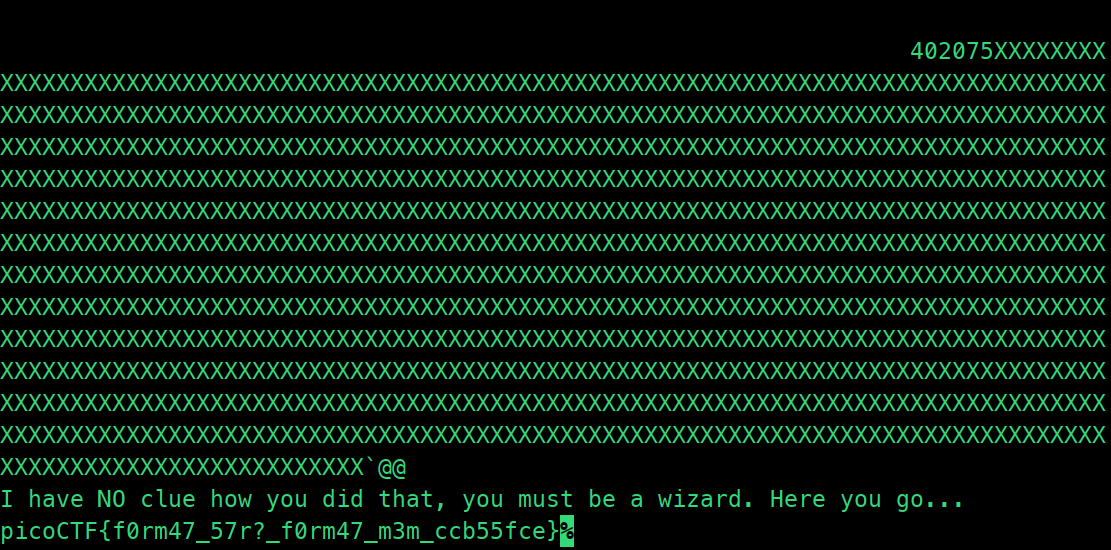 402075XXXXXXXX
XXXXXXXXXXXXXXXXXXXXXXXXXXXXXXXXXXXXXXXXXXXXXXXXXXXXXXXXXXXXXXXXXXXXXXXXXXXXXXX
XXXXXXXXXXXXXXXXXXXXXXXXXXXXXXXXXXXXXXXXXXXXXXXXXXXXXXXXXXXXXXXXXXXXXXXXXXXXXXX
XXXXXXXXXXXXXXXXXXXXXXXXXXXXXXXXXXXXXXXXXXXXXXXXXXXXXXXXXXXXXXXXXXXXXXXXXXXXXXX
XXXXXXXXXXXXXXXXXXXXXXXXXXXXXXXXXXXXXXXXXXXXXXXXXXXXXXXXXXXXXXXXXXXXXXXXXXXXXXX
XXXXXXXXXXXXXXXXXXXXXXXXXXXXXXXXXXXXXXXXXXXXXXXXXXXXXXXXXXXXXXXXXXXXXXXXXXXXXXX
XXXXXXXXXXXXXXXXXXXXXXXXXXXXXXXXXXXXXXXXXXXXXXXXXXXXXXXXXXXXXXXXXXXXXXXXXXXXXXX
XXXXXXXXXXXXXXXXXXXXXXXXXXXXXXXXXXXXXXXXXXXXXXXXXXXXXXXXXXXXXXXXXXXXXXXXXXXXXXX
XXXXXXXXXXXXXXXXXXXXXXXXXXXXXXXXXXXXXXXXXXXXXXXXXXXXXXXXXXXXXXXXXXXXXXXXXXXXXXX
XXXXXXXXXXXXXXXXXXXXXXXXXXXXXXXXXXXXXXXXXXXXXXXXXXXXXXXXXXXXXXXXXXXXXXXXXXXXXXX
XXXXXXXXXXXXXXXXXXXXXXXXXXXXXXXXXXXXXXXXXXXXXXXXXXXXXXXXXXXXXXXXXXXXXXXXXXXXXXX
XXXXXXXXXXXXXXXXXXXXXXXXXXXXXXXXXXXXXXXXXXXXXXXXXXXXXXXXXXXXXXXXXXXXXXXXXXXXXXX
XXXXXXXXXXXXXXXXXXXXXXXXXXXXXXXXXXXXXXXXXXXXXXXXXXXXXXXXXXXXXXXXXXXXXXXXXXXXXXX
XXXXXXXXXXXXXXXXXXXXXXXXXX`@@
I have NO clue how you did that, you must be a wizard. Here you go...
picoCTF{f0rm47_57r?_f0rm47_m3m_ccb55fce}%